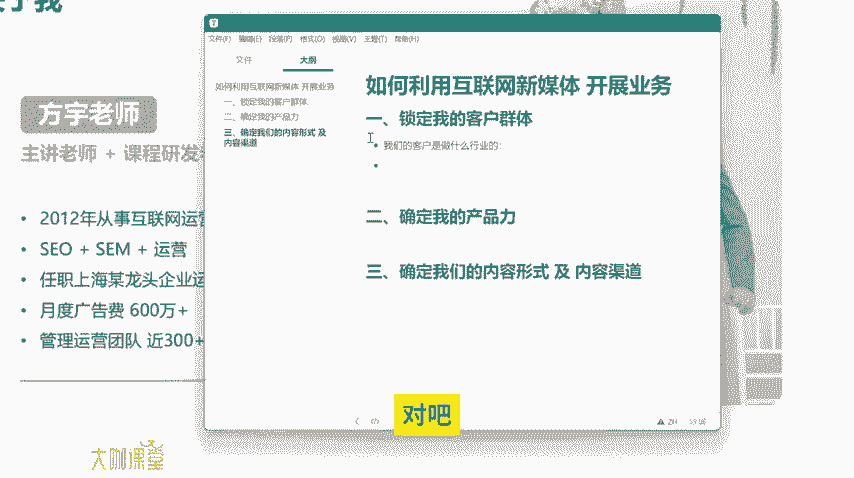 关于我
方宇老师
主讲老师 + 课程研发
2012年从事互联网运营
SEO + SEM + 运营
任职上海某龙头企业运
月度广告费 600万+
管理运营团队 近300+
大咖课堂
文件(F) 编辑(E) 段落(P) 格式(O) 视图(V) 主题(T) 帮助(H)
文件 大纲
如何利用互联网新媒体 开展业务
一、锁定我的客户群体
二、确定我的产品力
三、确定我们的内容形式 及
内容渠道
如何利用互联网新媒体 开展业务
一、锁定我的客户群体
我们的客户是做什么行业的:
二、确定我的产品力
三、确定我们的内容形式 及 内容渠道
对吧